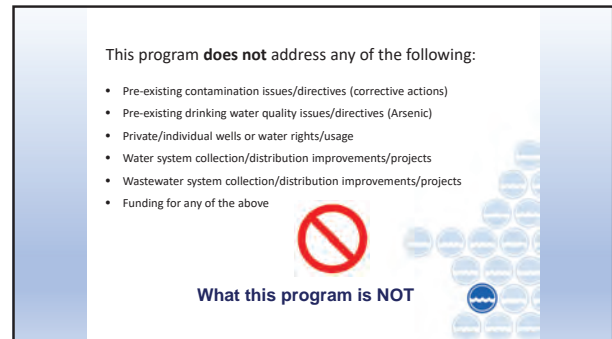 This program does not address any of the following:
• Pre-existing contamination issues/directives (corrective actions)
• Pre-existing drinking water quality issues/directives (Arsenic)
• Private/individual wells or water rights/usage
• Water system collection/distribution improvements/projects
• Wastewater system collection/distribution improvements/projects
• Funding for any of the above
What this program is NOT